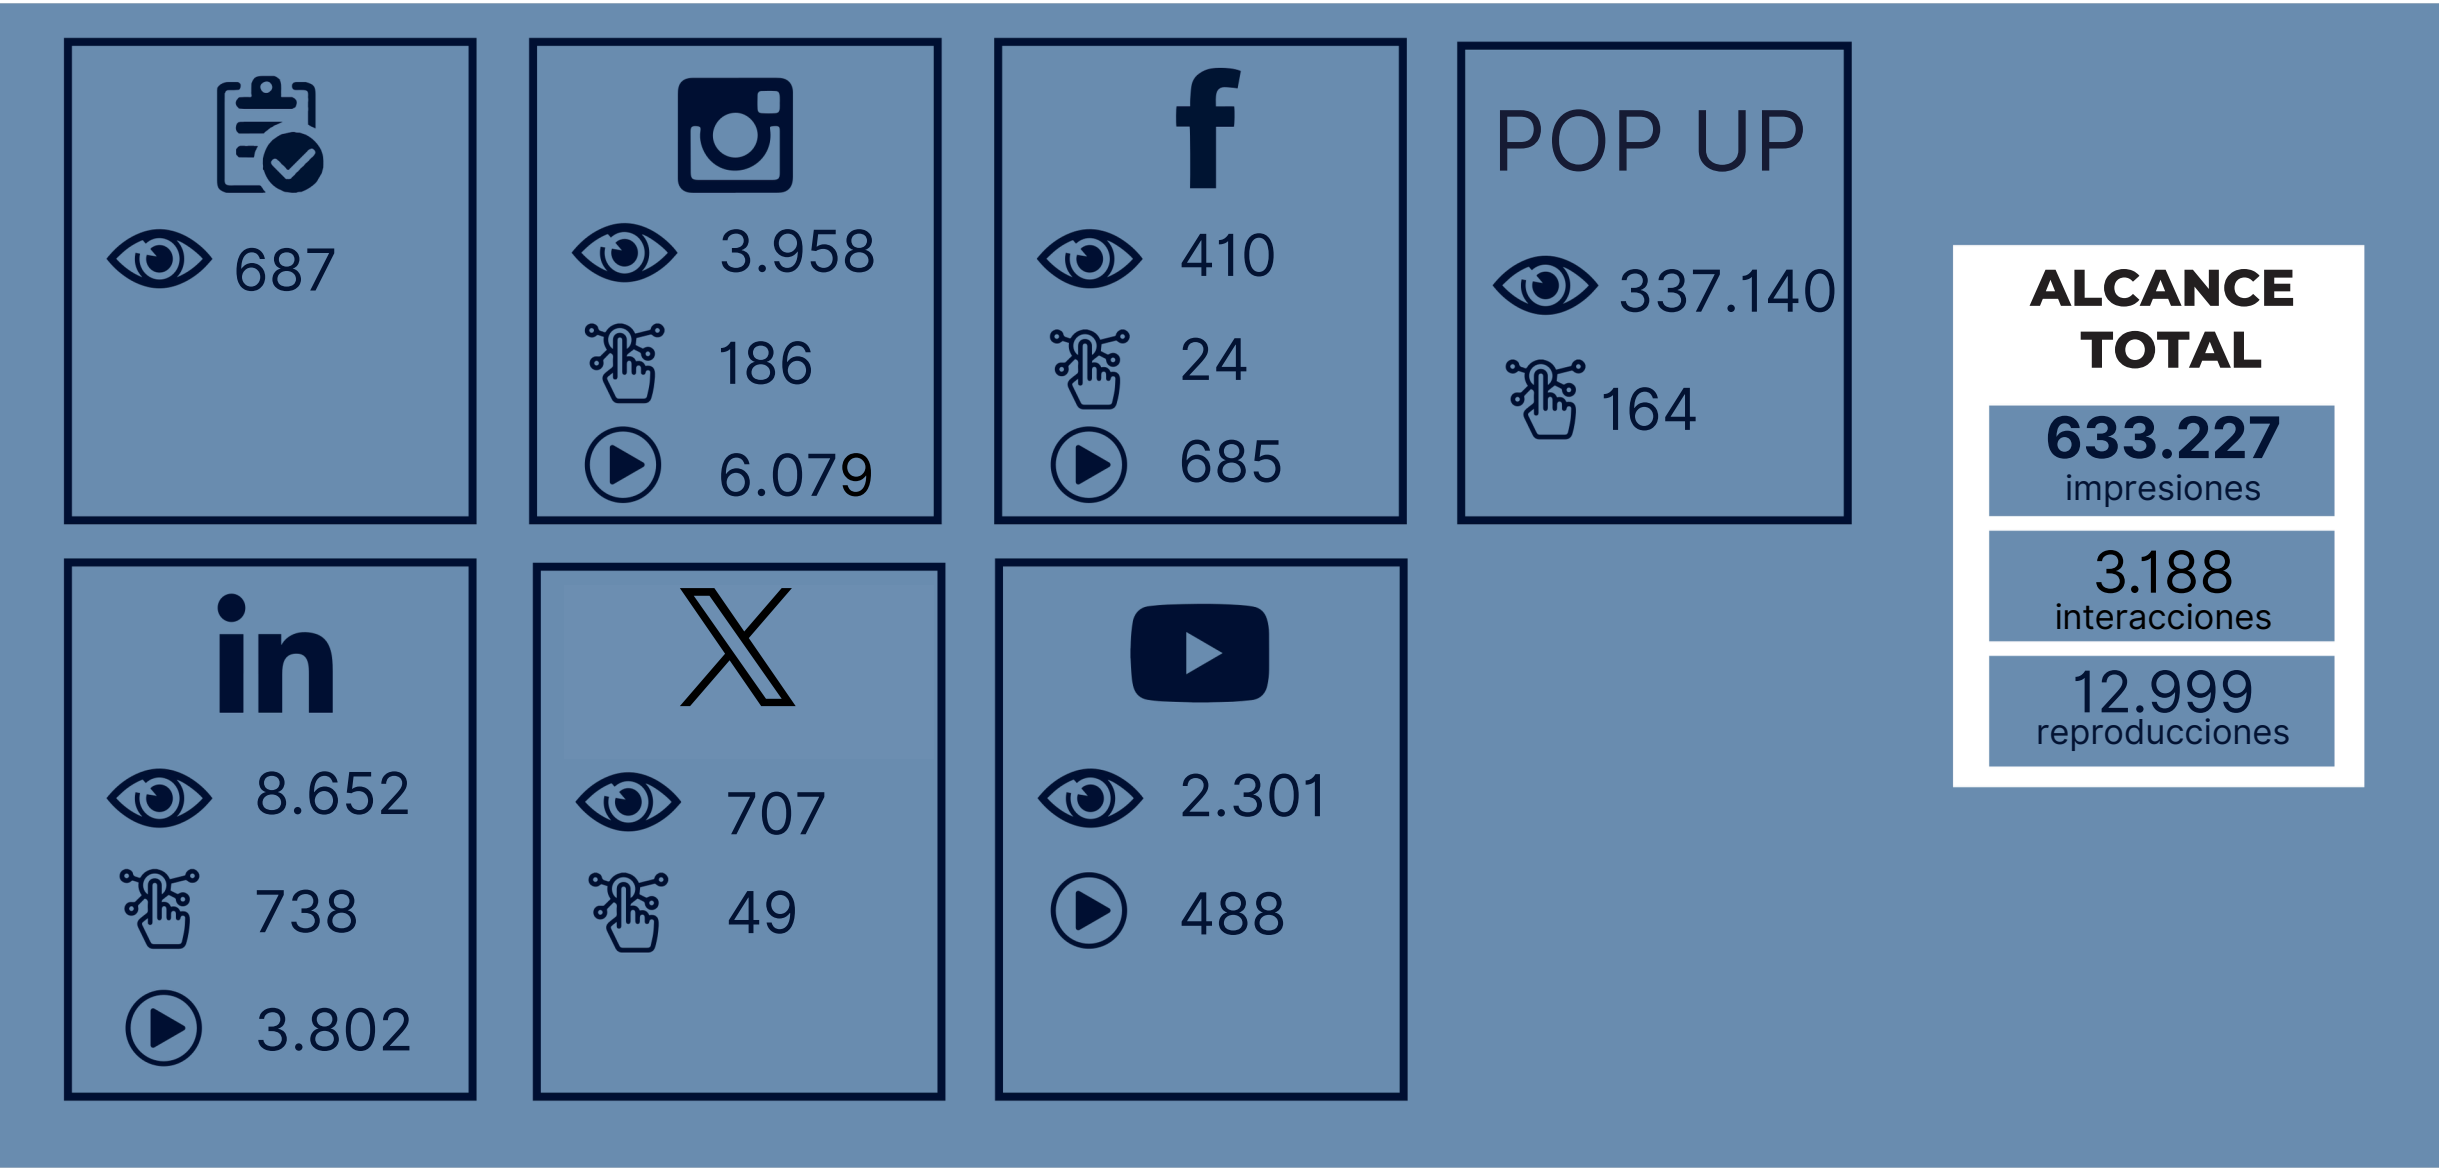 687
3.958
186
6.079
410
24
685
POP UP
337.140
164
in
8.652
738
3.802
707
49
2.301
488
ALCANCE
TOTAL
633.227
impresiones
3.188
interacciones
12.999
reproducciones